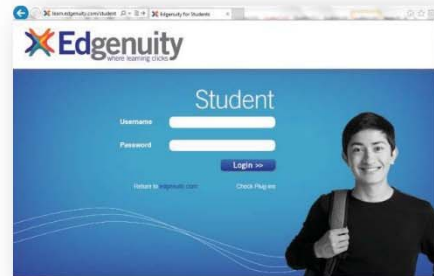 learn.edgenuity.com/student
Edgenuity for Students
Edgenuity
where learning clicks
Student
Username
Password
Login >>
Return to edgenuity.com
Check Plug-ins